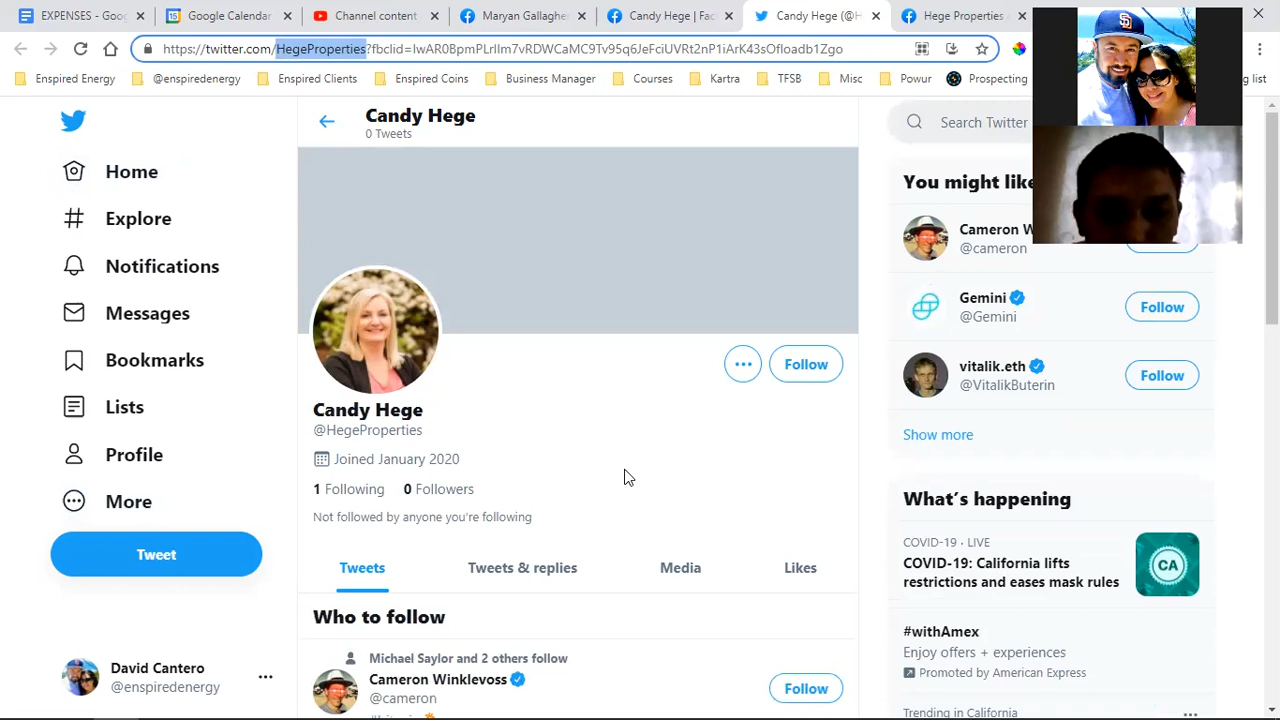 EXPENSES - Goog
Google Calendar
Channel content
Maryan Gallaghe
Candy Hege | Fac
Candy Hege (@H
Hege Properties
https://twitter.com/HegeProperties?fbclid=
Enspired Energy
@enspiredenergy
Enspired Clients
Enspired Coins
Business Manager
Courses
Kartra
TFSB
Misc
Powur
Prospecting
g list
Candy Hege
0 Tweets
Search Twitter
Home
Explore
Notifications
Messages
Bookmarks
Lists
Profile
More
Tweet
David Cantero
@enspiredenergy
Follow
Candy Hege
@HegeProperties
Joined January 2020
1 Following 0 Followers
Not followed by anyone you're following
Tweets
Tweets & replies
Media
Likes
Who to follow
Michael Saylor and 2 others follow
Cameron Winklevoss
@cameron
Follow
You might like
Cameron W
@cameron
Gemini
@Gemini
Follow
vitalik.eth
@VitalikButerin
Follow
Show more
What's happening
COVID-19 · LIVE
COVID-19: California lifts
restrictions and eases mask rules
CA
#withAmex
Enjoy offers + experiences
Promoted by American Express
Trending in California